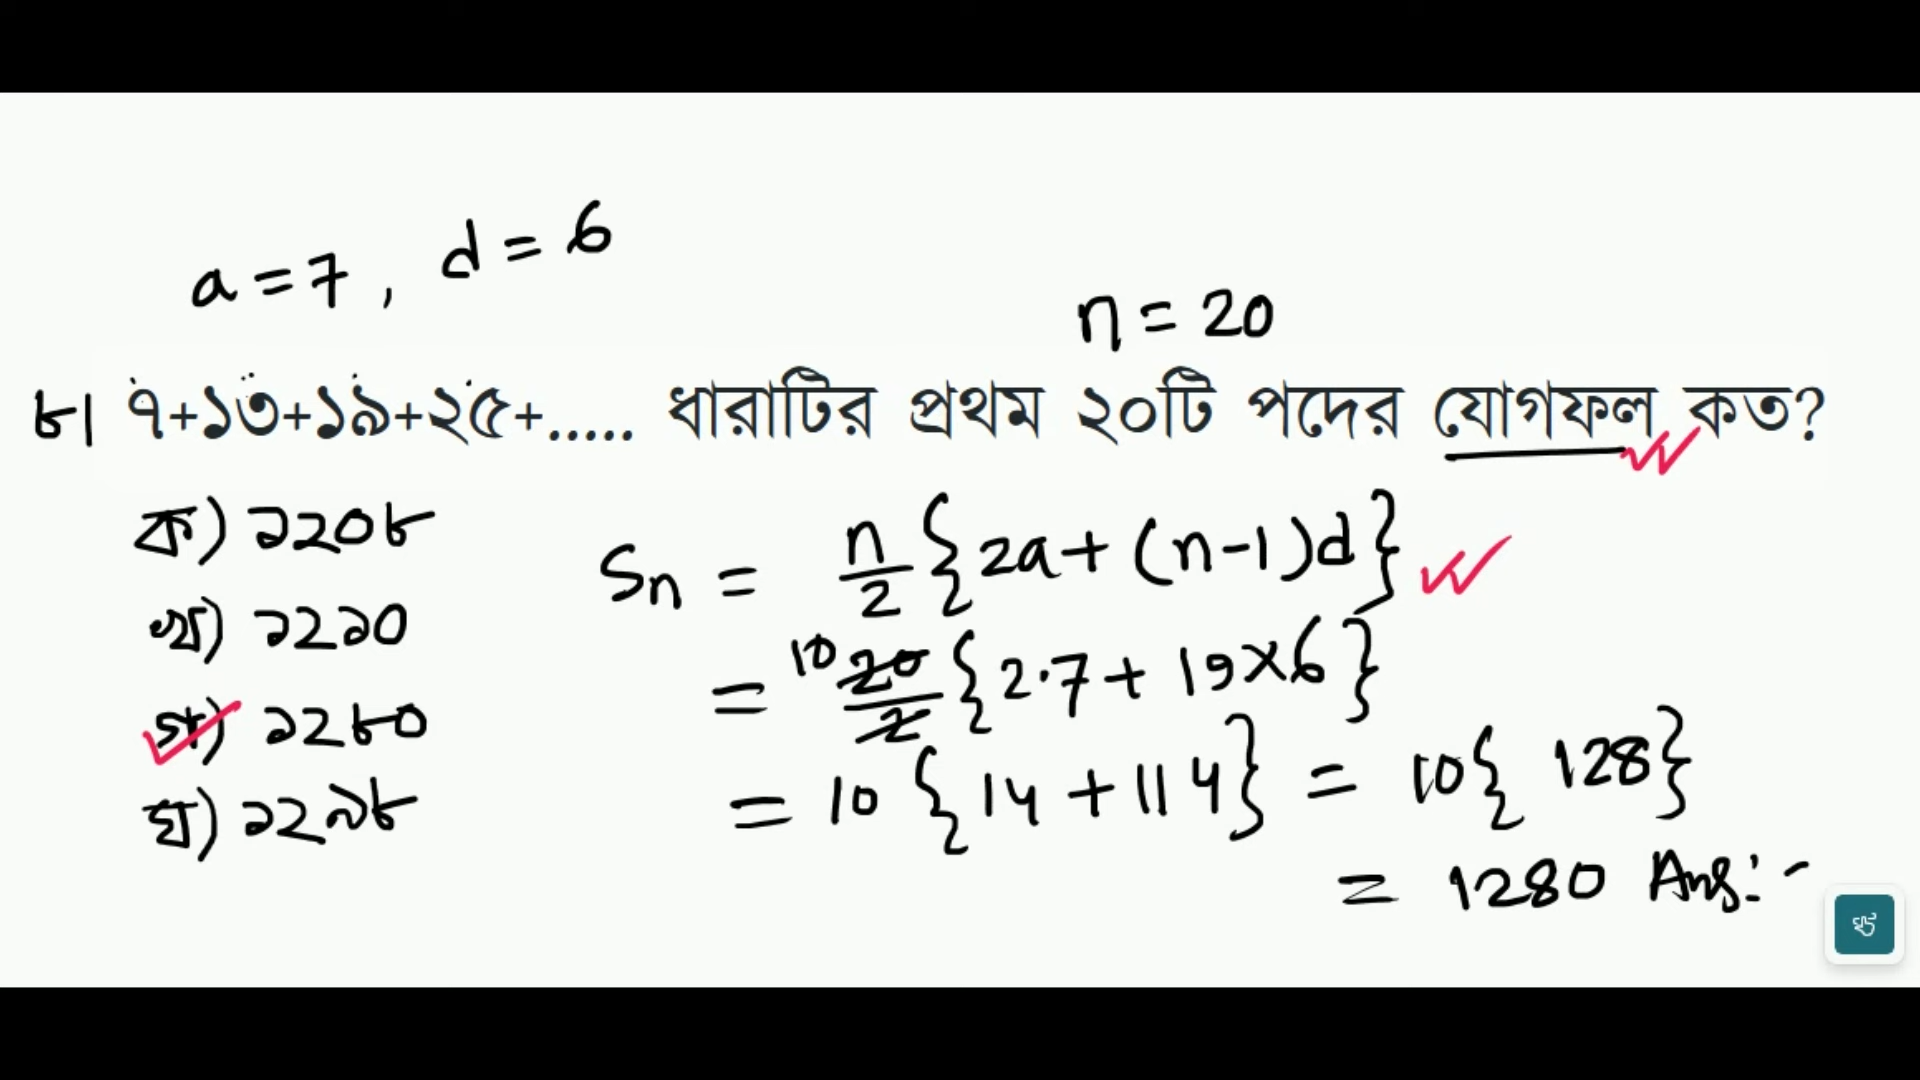 a = 7, d = 6
n = 20
৮। ৭+১৩+১৯+২৫+..... ধারাটির প্রথম ২০টি পদের যোগফল কত?
ক) ১২০৮
খ) ১২১০
গ) ১২৮০
ঘ) ১২৯৮
Sn = n/2 {2a + (n-1)d}
= 10 20/2 {2·7 + 19×6}
= 10 {14 + 114} = 10 {128}
= 1280 Ans: